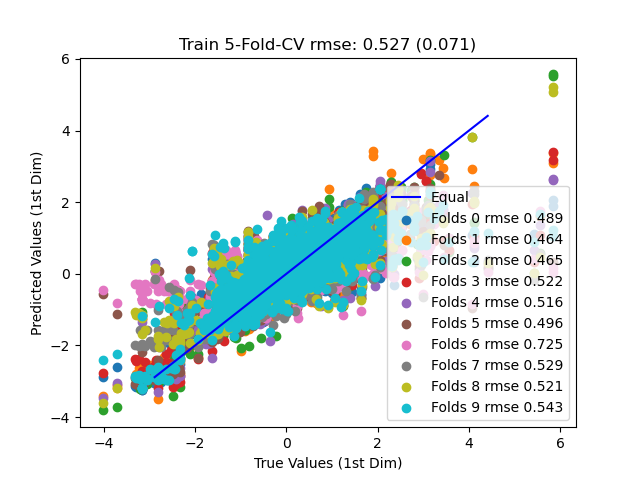 Train 5-Fold-CV rmse: 0.527 (0.071)
6
4
2
0
−2
−4
Predicted Values (1st Dim)
Equal
Folds 0 rmse 0.489
Folds 1 rmse 0.464
Folds 2 rmse 0.465
Folds 3 rmse 0.522
Folds 4 rmse 0.516
Folds 5 rmse 0.496
Folds 6 rmse 0.725
Folds 7 rmse 0.529
Folds 8 rmse 0.521
Folds 9 rmse 0.543
−4 −2 0 2 4 6
True Values (1st Dim)